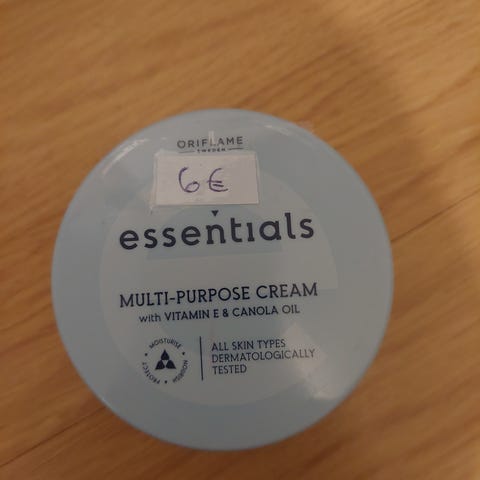 ORIFLAME
SWEDEN
6€
essentials
MULTI-PURPOSE CREAM
with VITAMIN E & CANOLA OIL
MOISTURISE • NOURISH • PROTECT •
ALL SKIN TYPES
DERMATOLOGICALLY
TESTED